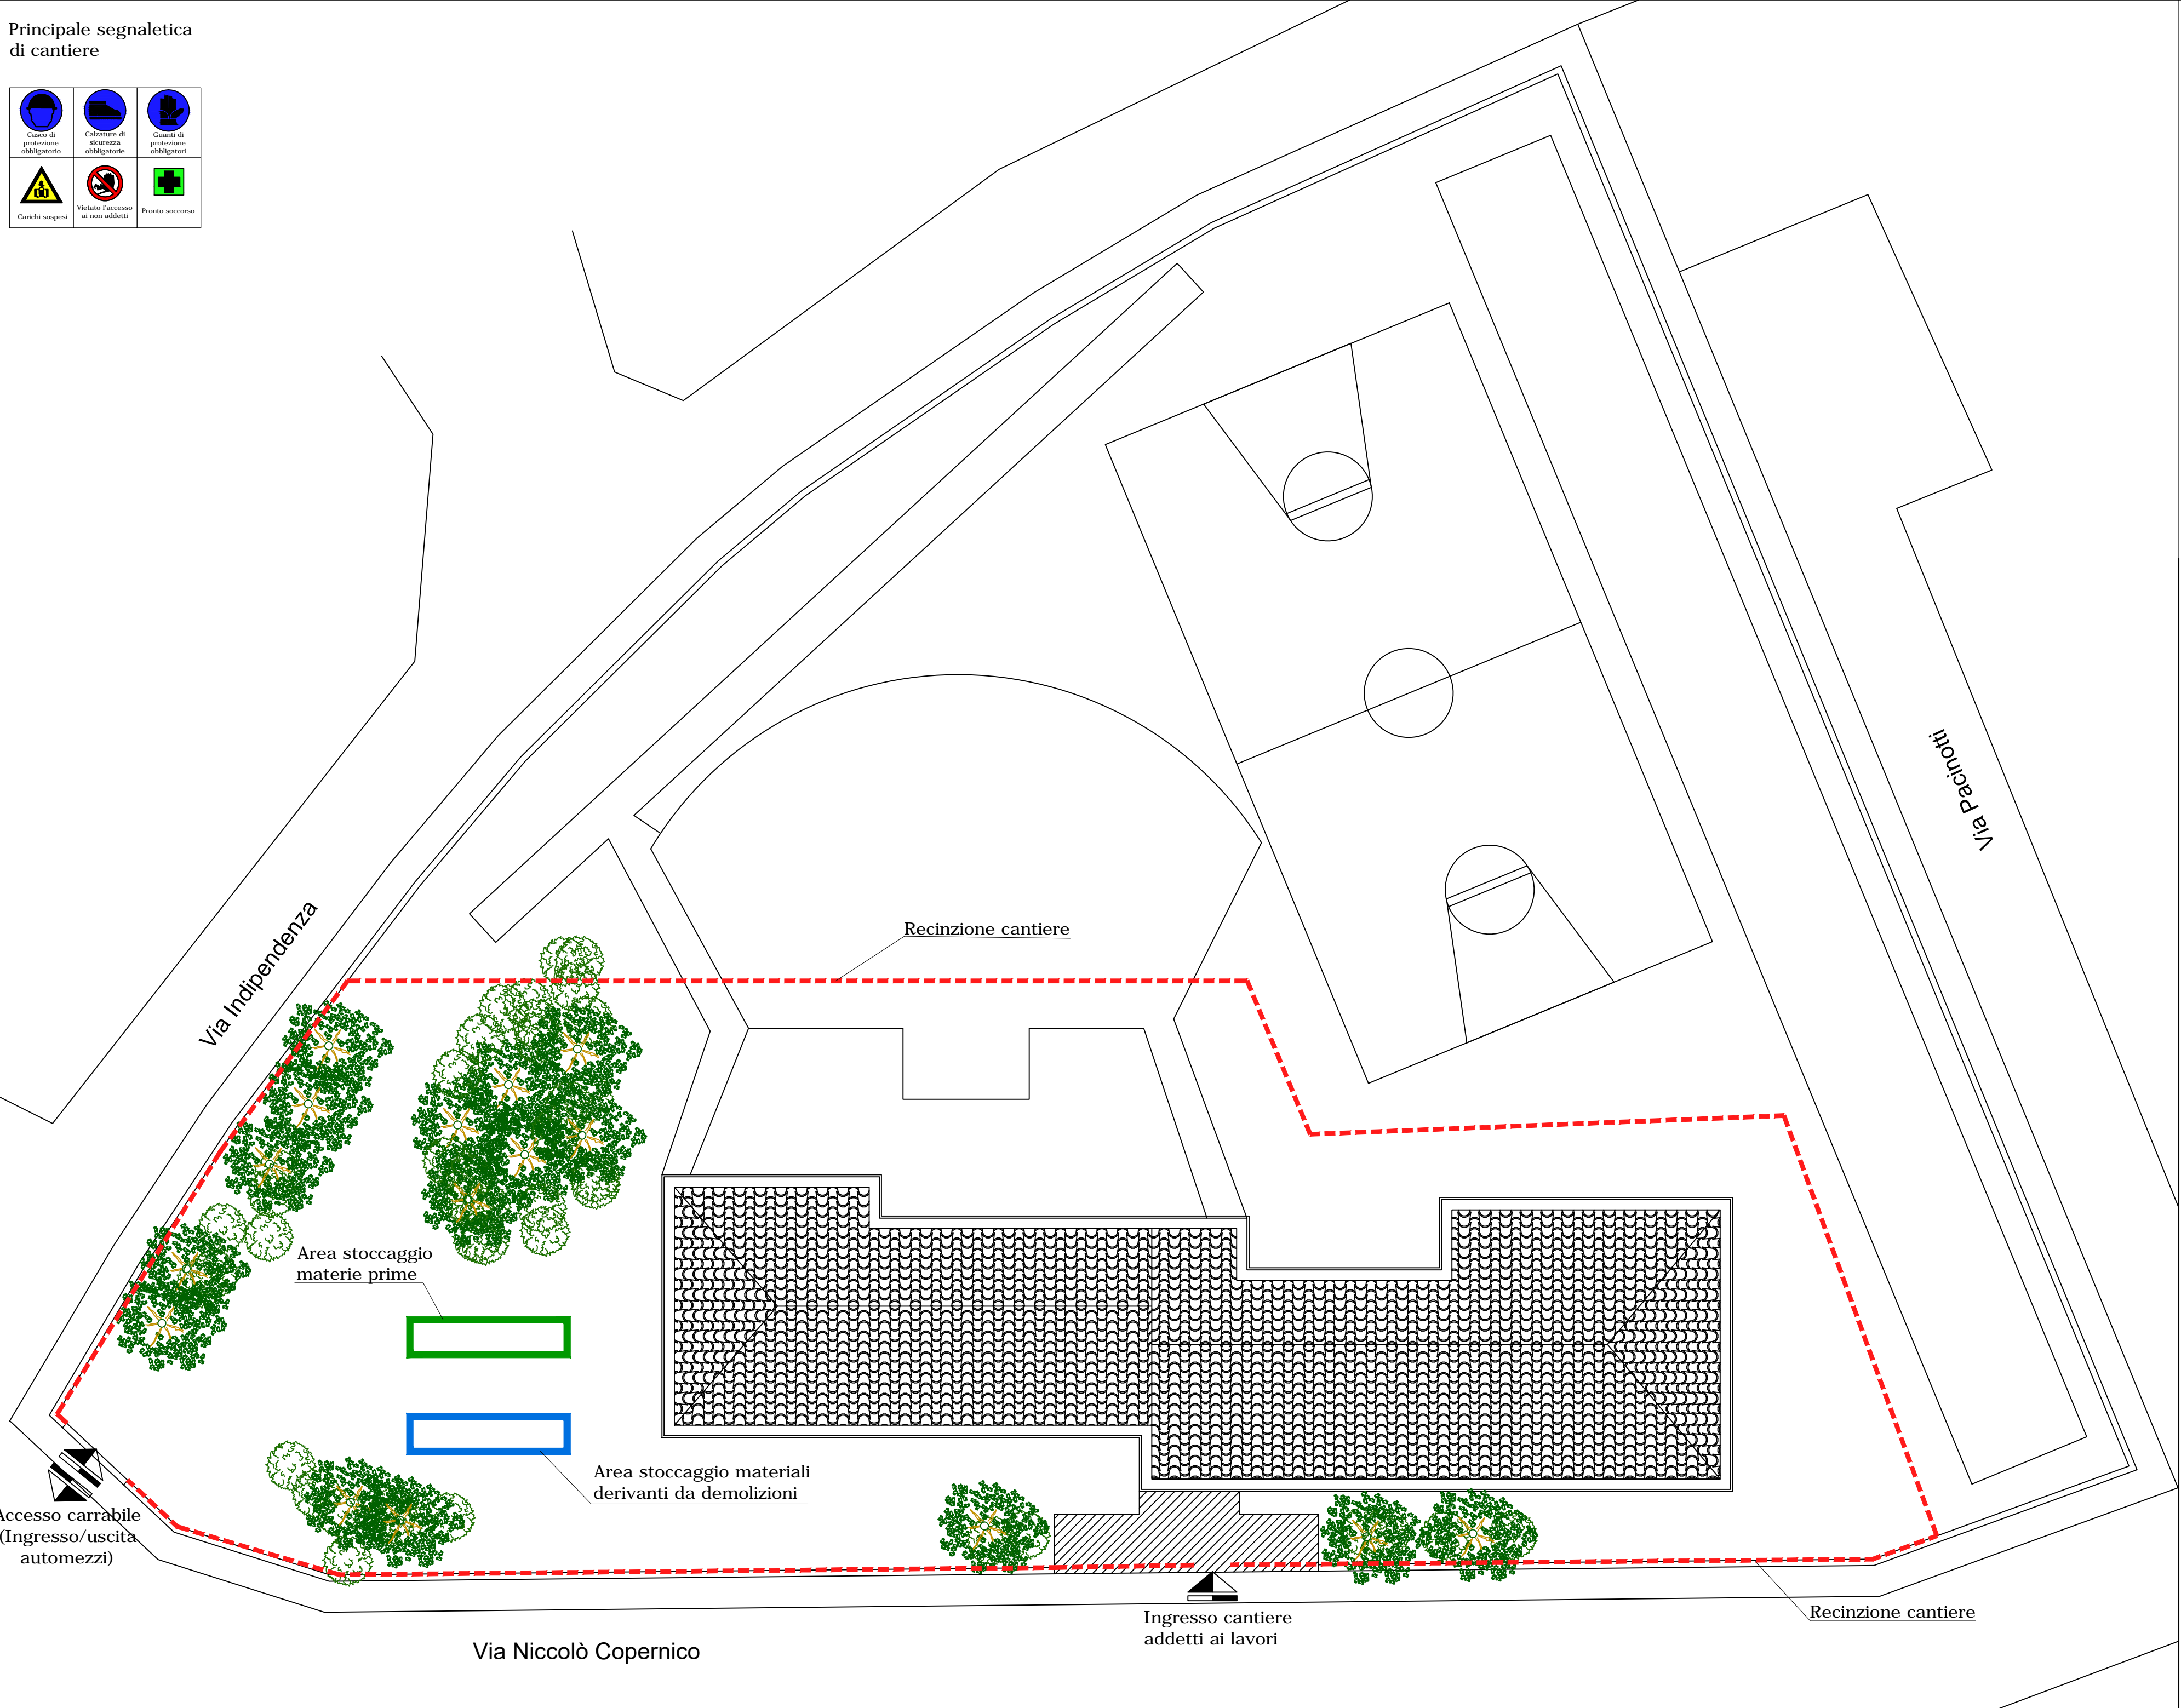 Principale segnaletica
di cantiere
Casco di
protezione
obbligatorio
Calzature di
sicurezza
obbligatorie
Guanti di
protezione
obbligatori
Carichi sospesi
Vietato l'accesso
ai non addetti
Pronto soccorso
Via Pacinotti
Via Indipendenza
Recinzione cantiere
Area stoccaggio
materie prime
Area stoccaggio materiali
derivanti da demolizioni
Accesso carrabile
(Ingresso/uscita
automezzi)
Ingresso cantiere
addetti ai lavori
Recinzione cantiere
Via Niccolò Copernico